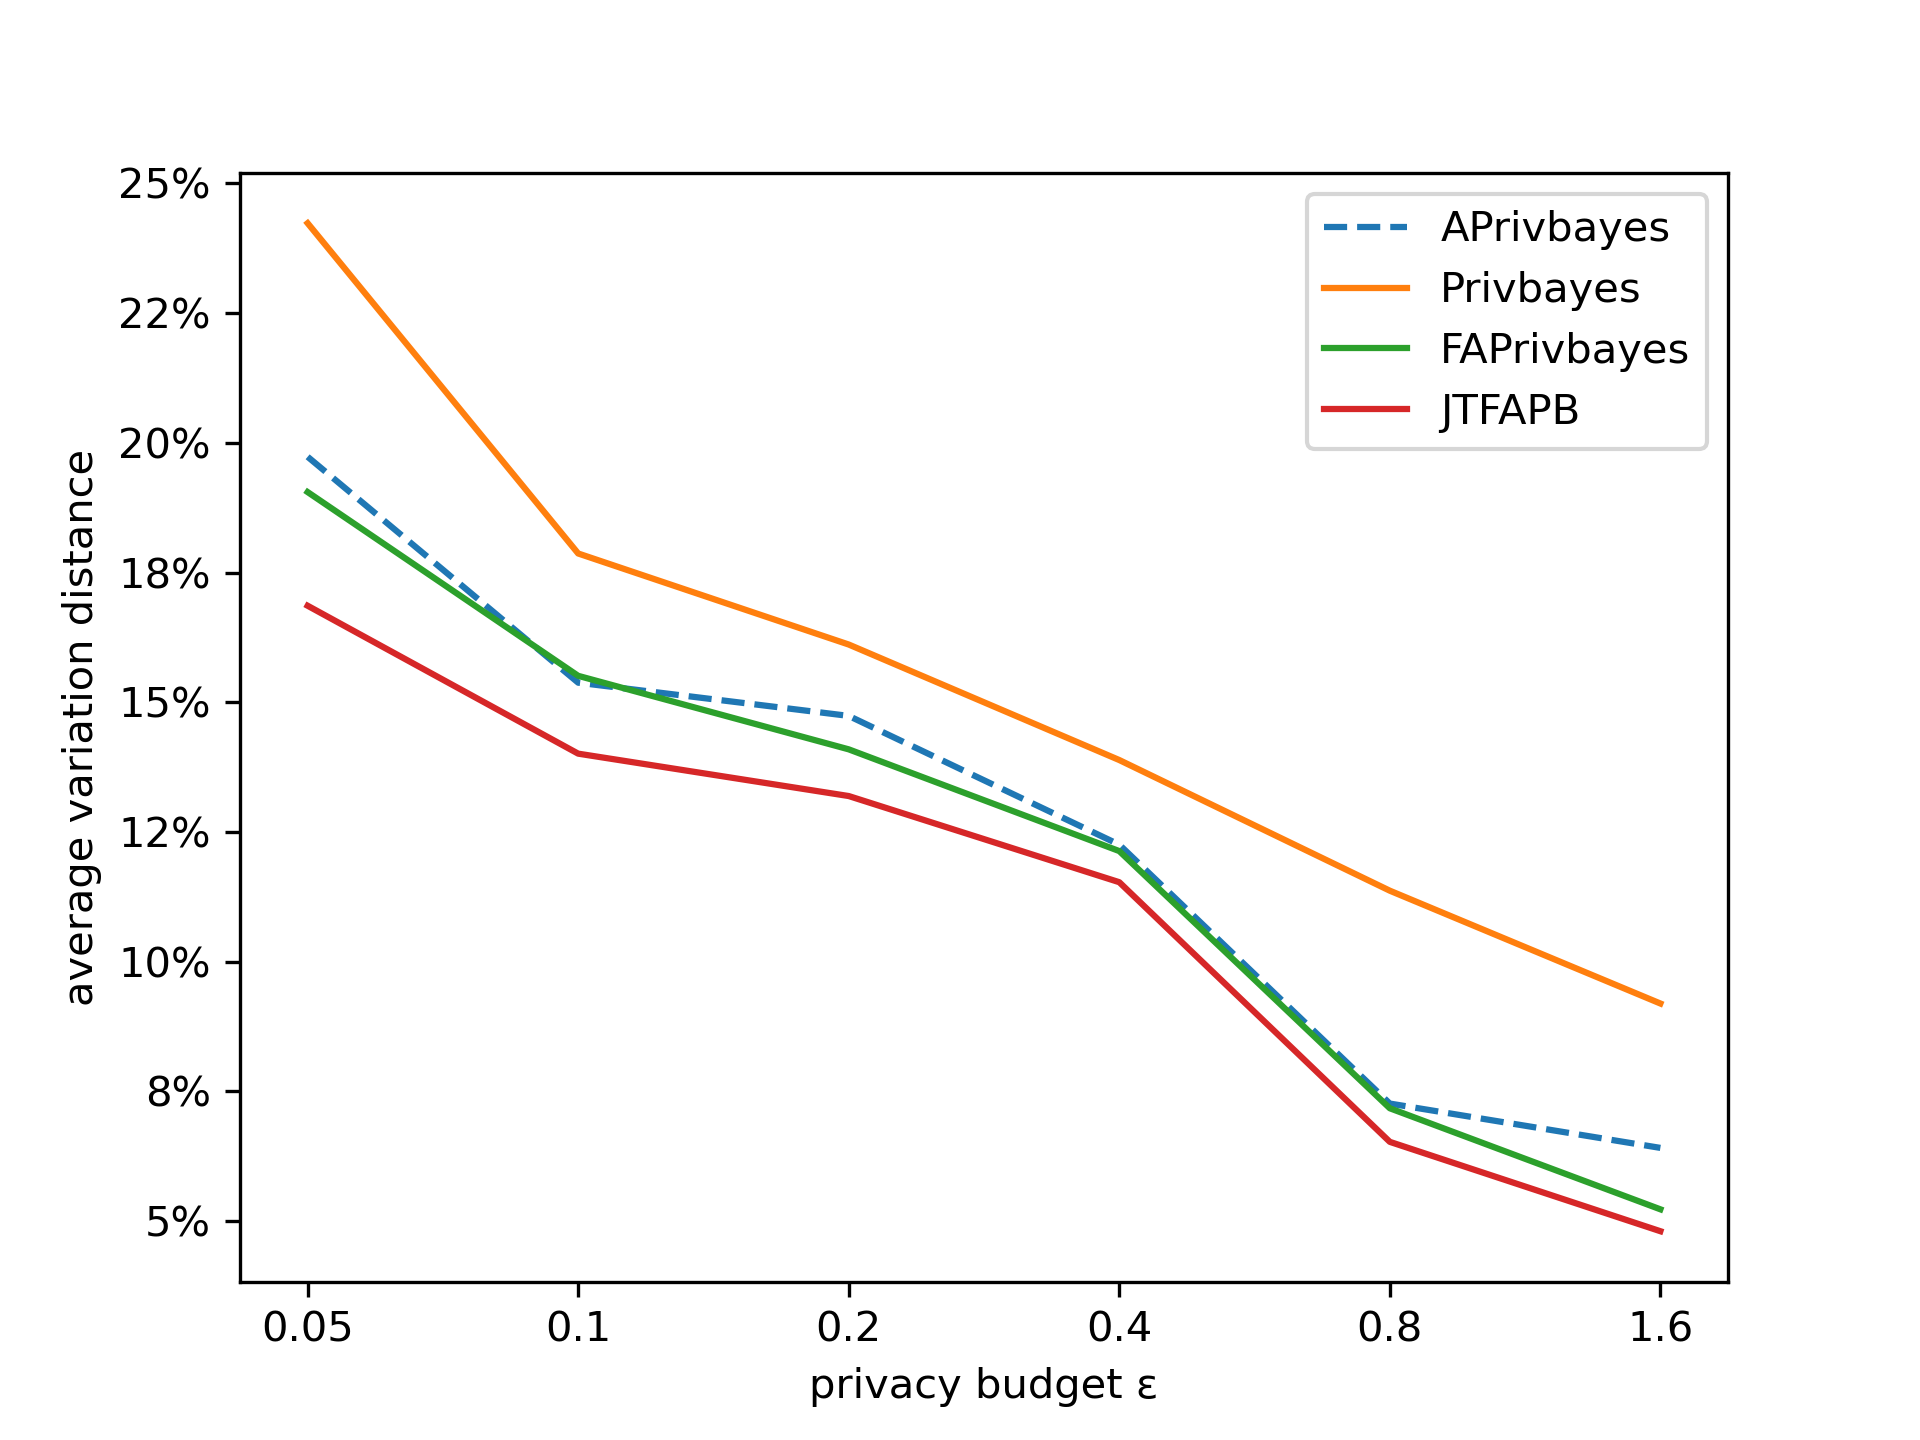 25%
22%
20%
18%
15%
12%
10%
8%
5%
average variation distance
APrivbayes
Privbayes
FAPrivbayes
JTFAPB
0.05 0.1 0.2 0.4 0.8 1.6
privacy budget ε